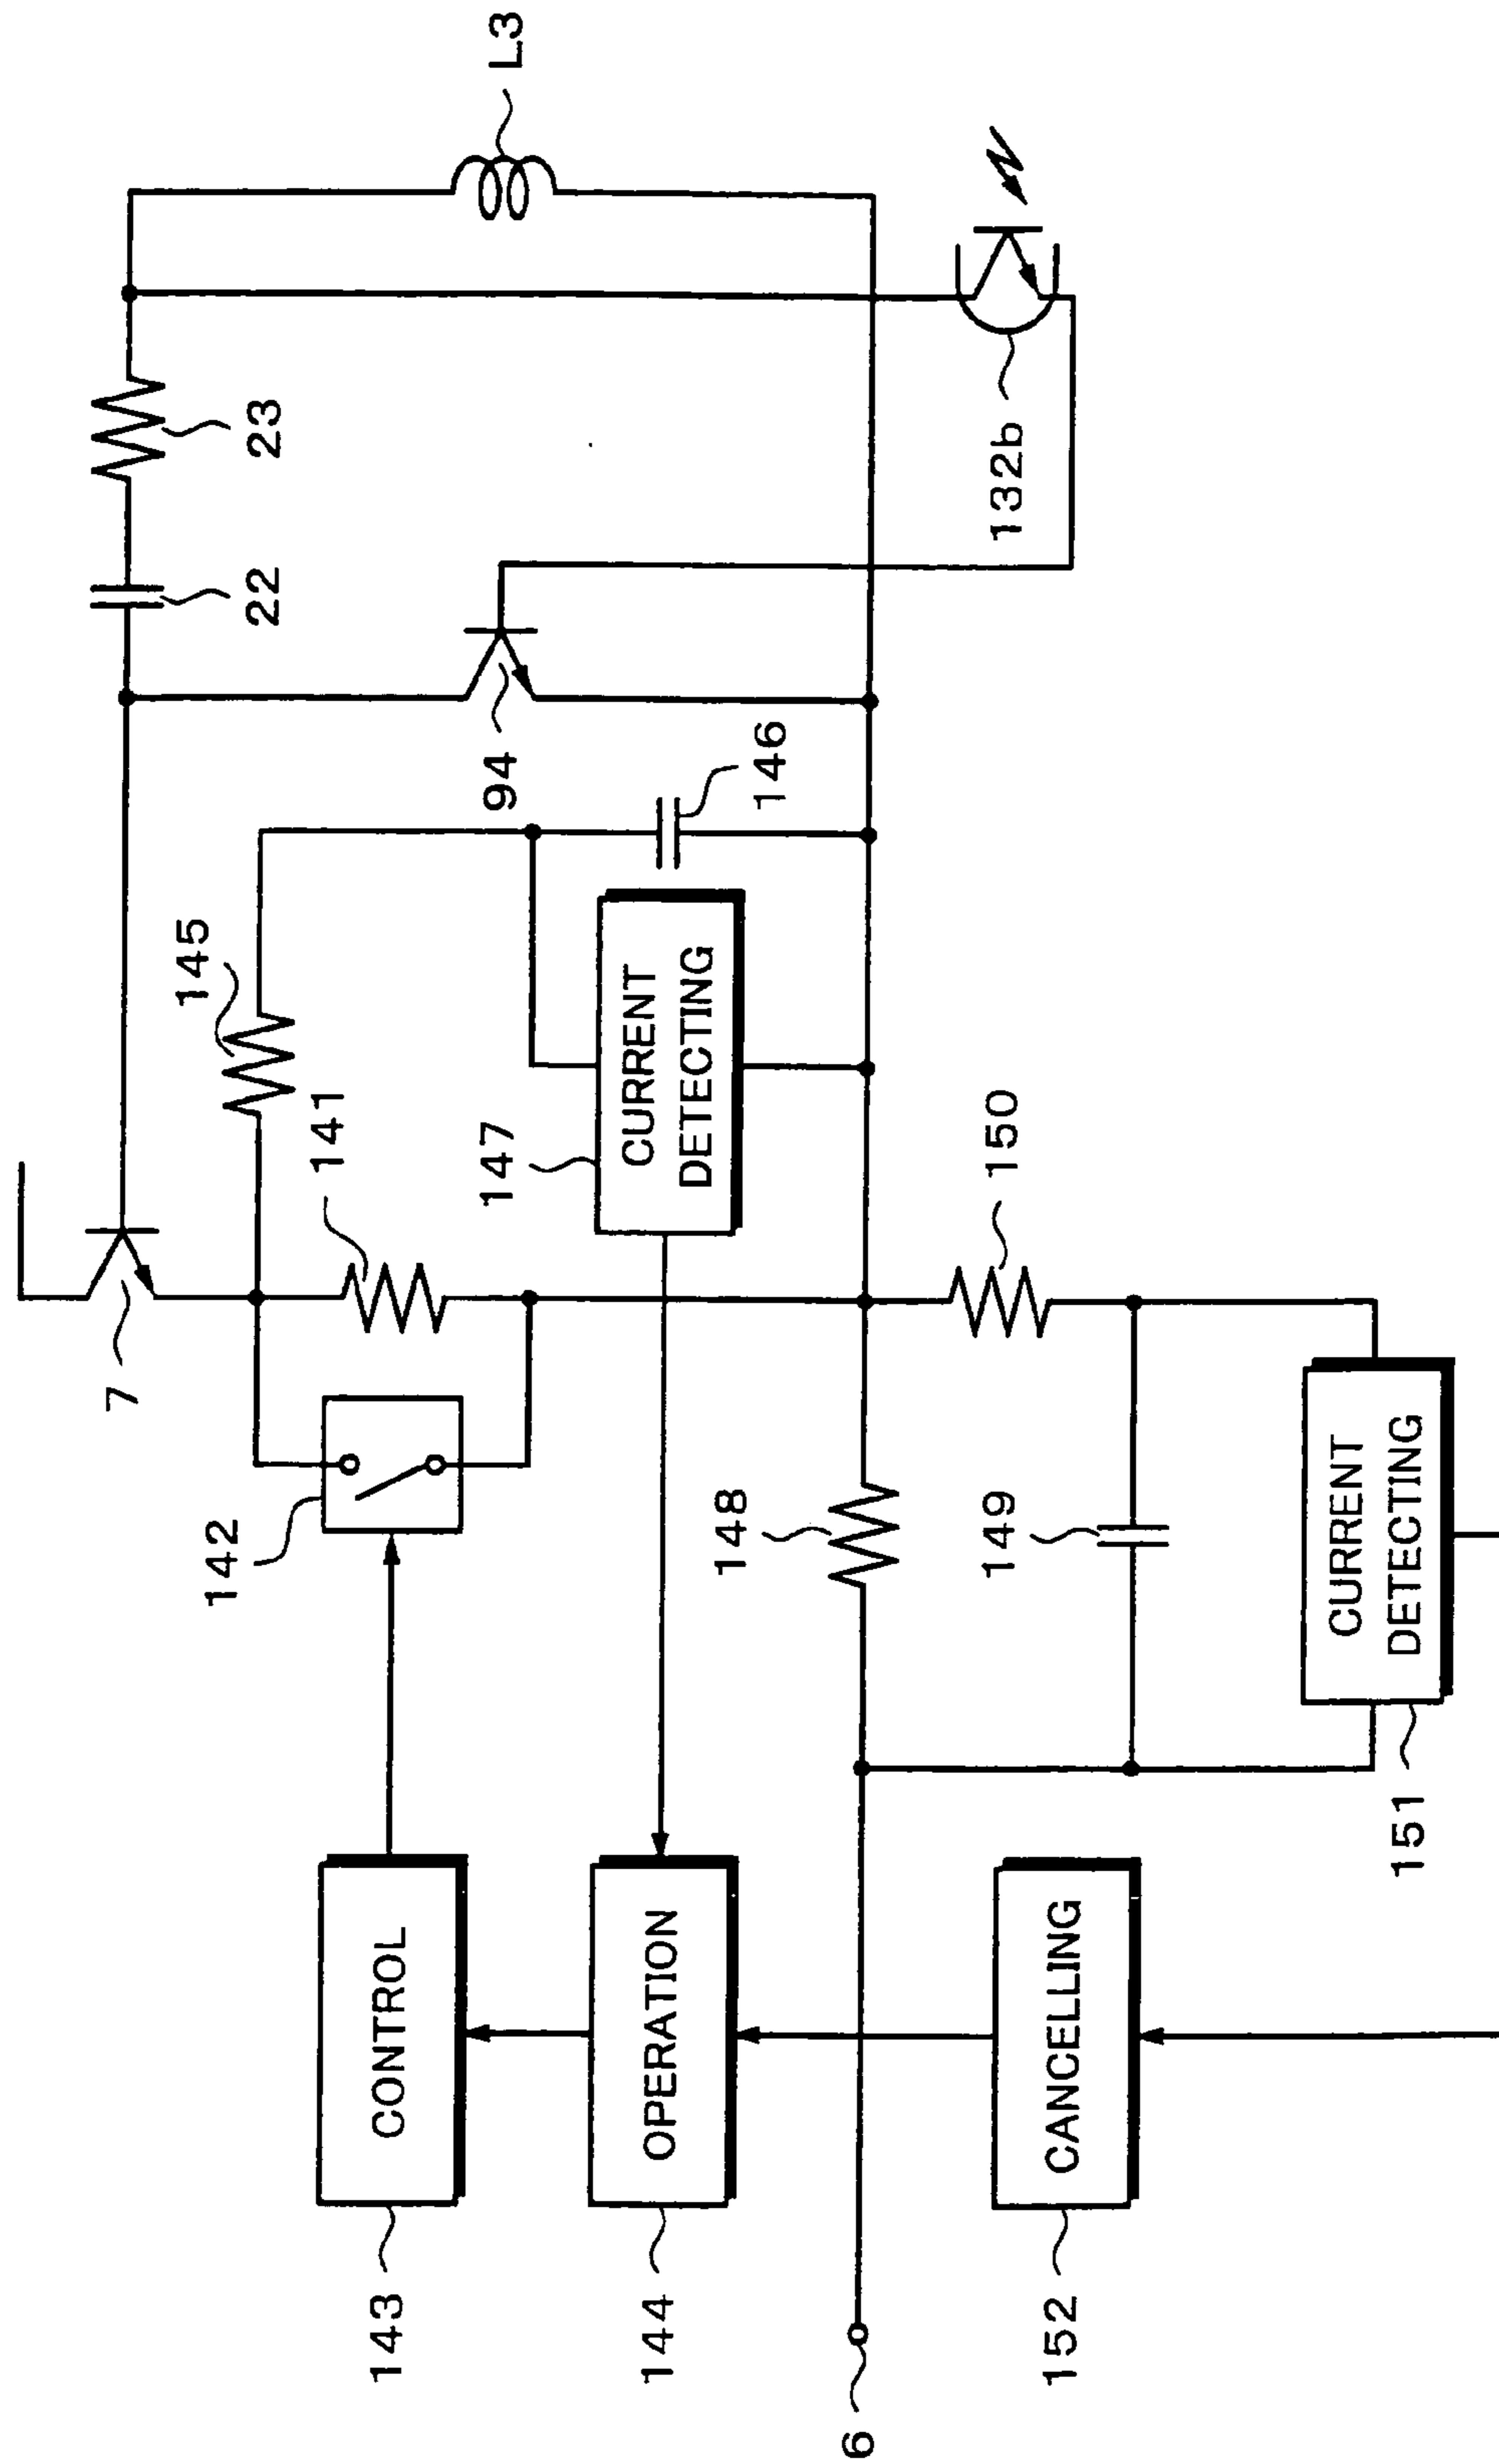 7
145
142
22
23
141
143
CONTROL
147
94
L3
144
OPERATION
CURRENT
DETECTING
148
146
6
149
150
132b
152
CANCELLING
151
CURRENT
DETECTING